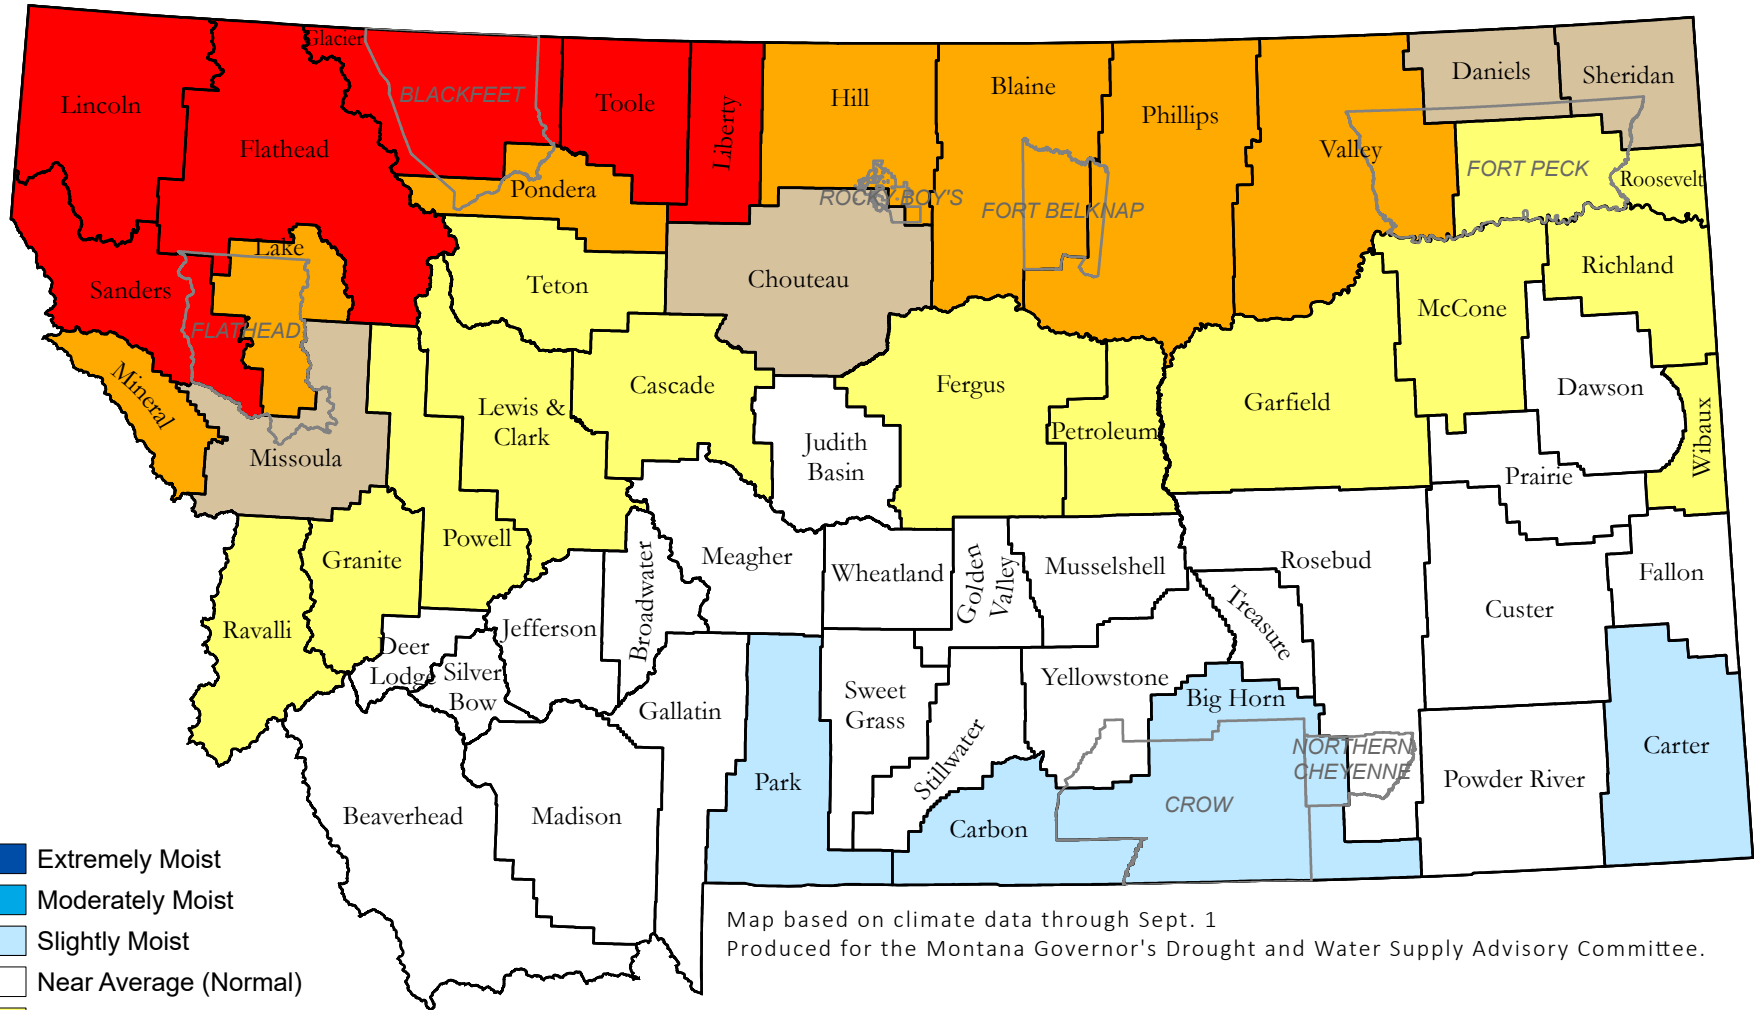 Glacier
Lincoln
Flathead
BLACKFEET
Toole
Liberty
Hill
Blaine
Phillips
Valley
Daniels
Sheridan
Pondera
ROCKY BOY'S
FORT BELKNAP
FORT PECK
Roosevelt
Lake
Sanders
FLATHEAD
Teton
Chouteau
McCone
Richland
Mineral
Missoula
Lewis &
Clark
Cascade
Judith
Basin
Fergus
Petroleum
Garfield
Dawson
Prairie
Wibaux
Granite
Powell
Ravalli
Deer
Lodge
Silver
Bow
Jefferson
Broadwater
Meagher
Wheatland
Golden
Valley
Musselshell
Treasure
Rosebud
Custer
Fallon
Gallatin
Park
Sweet
Grass
Stillwater
Yellowstone
Big Horn
NORTHERN
CHEYENNE
CROW
Carbon
Powder River
Carter
Beaverhead
Madison
Extremely Moist
Moderately Moist
Slightly Moist
Near Average (Normal)
Map based on climate data through Sept. 1
Produced for the Montana Governor's Drought and Water Supply Advisory Committee.